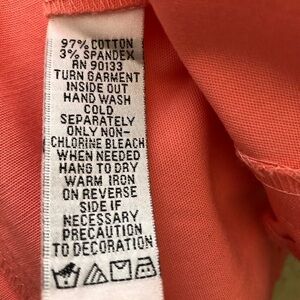 97% COTTON
3% SPANDEX
RN 90133
TURN GARMENT
INSIDE OUT
HAND WASH
COLD
SEPARATELY
ONLY NON-
CHLORINE BLEACH
WHEN NEEDED
HANG TO DRY
WARM IRON
ON REVERSE
SIDE IF
NECESSARY
PRECAUTION
TO DECORATION